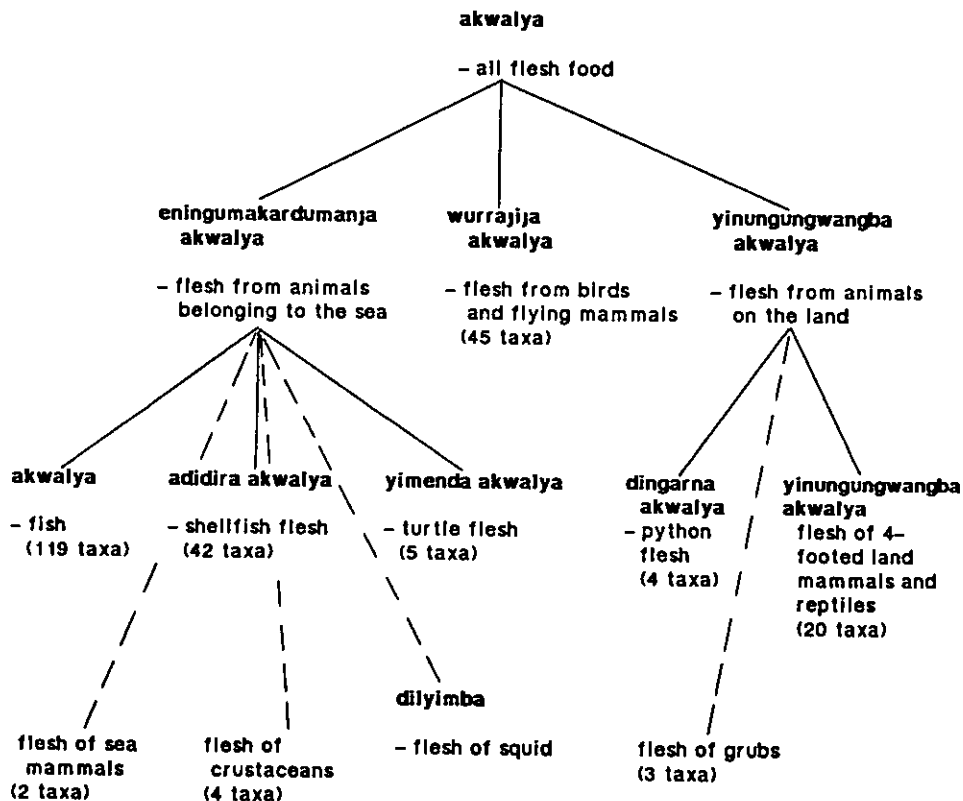 akwalya
– all flesh food
eningumakardumanja
akwalya
– flesh from animals
belonging to the sea
wurrajija
akwalya
– flesh from birds
and flying mammals
(45 taxa)
yinungungwangba
akwalya
– flesh from animals
on the land
akwalya
– fish
(119 taxa)
adidira akwalya
– shellfish flesh
(42 taxa)
yimenda akwalya
– turtle flesh
(5 taxa)
dingarna
akwalya
– python
flesh
(4 taxa)
yinungungwangba
akwalya
flesh of 4–
footed land
mammals and
reptiles
(20 taxa)
flesh of sea
mammals
(2 taxa)
flesh of
crustaceans
(4 taxa)
dilyimba
– flesh of squid
flesh of grubs
(3 taxa)